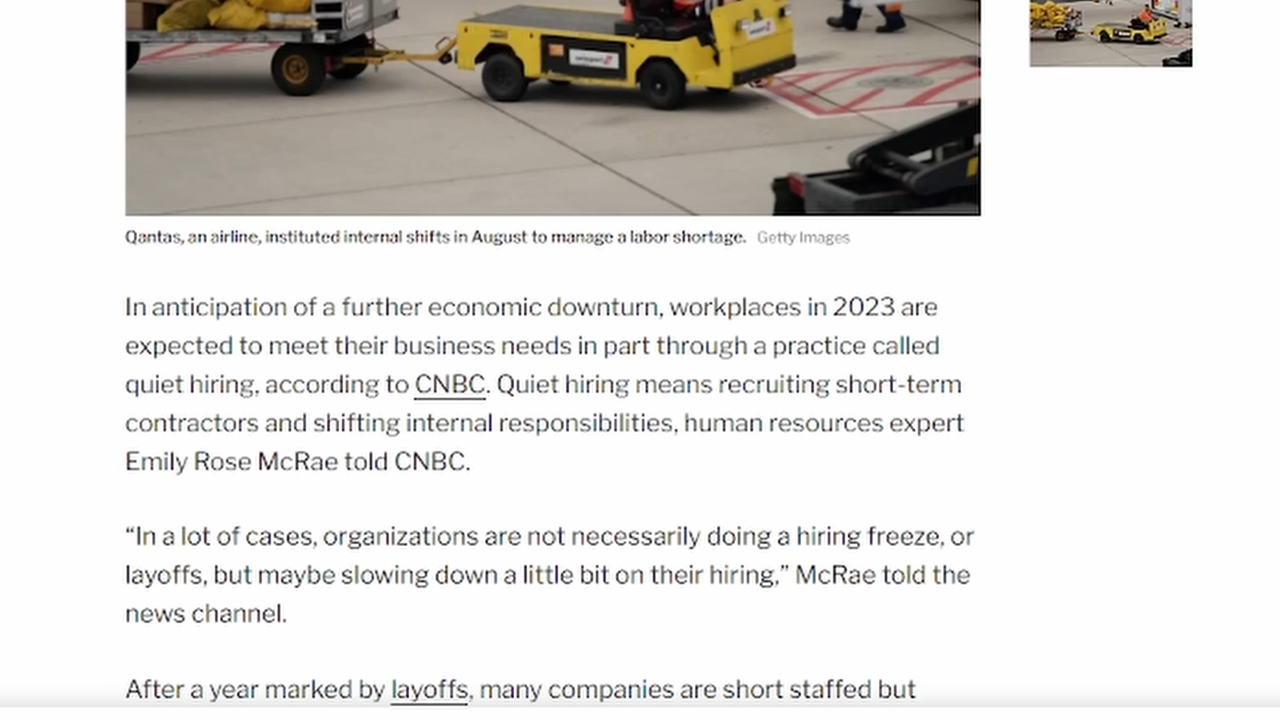 Qantas, an airline, instituted internal shifts in August to manage a labor shortage. Getty Images
In anticipation of a further economic downturn, workplaces in 2023 are
expected to meet their business needs in part through a practice called
quiet hiring, according to CNBC. Quiet hiring means recruiting short-term
contractors and shifting internal responsibilities, human resources expert
Emily Rose McRae told CNBC.
“In a lot of cases, organizations are not necessarily doing a hiring freeze, or
layoffs, but maybe slowing down a little bit on their hiring,” McRae told the
news channel.
After a year marked by layoffs, many companies are short staffed but